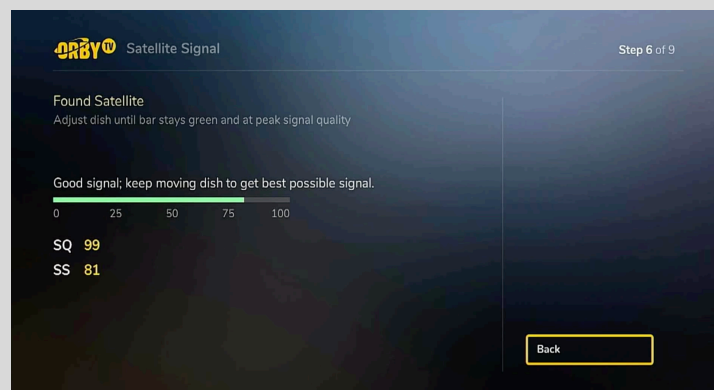 ORBY TV Satellite Signal
Step 6 of 9
Found Satellite
Adjust dish until bar stays green and at peak signal quality
Good signal; keep moving dish to get best possible signal.
0 25 50 75 100
SQ 99
SS 81
Back